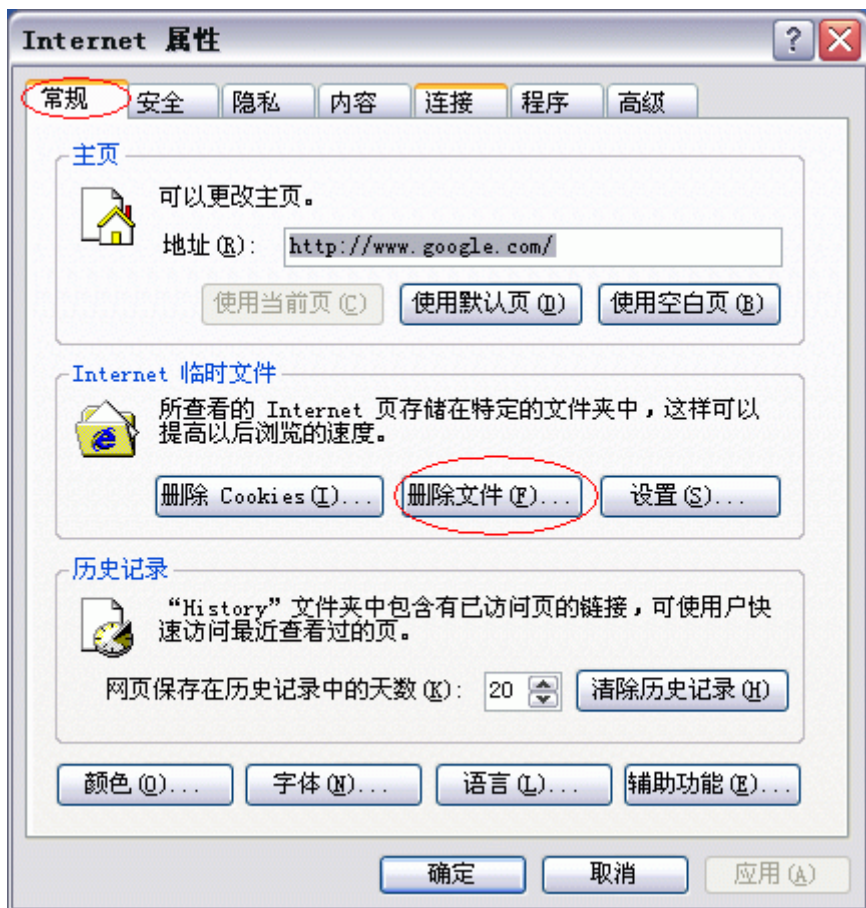 Internet 属性
常规 安全 隐私 内容 连接 程序 高级
主页
可以更改主页。
地址(R): http://www.google.com/
使用当前页(C) 使用默认页(D) 使用空白页(B)
Internet 临时文件
所查看的 Internet 页存储在特定的文件夹中，这样可以
提高以后浏览的速度。
删除 Cookies(I)... 删除文件(F)... 设置(S)...
历史记录
“History”文件夹中包含有已访问页的链接，可使用户快
速访问最近查看过的页。
网页保存在历史记录中的天数(K): 20 清除历史记录(H)
颜色(O)... 字体(N)... 语言(L)... 辅助功能(E)...
确定 取消 应用(A)